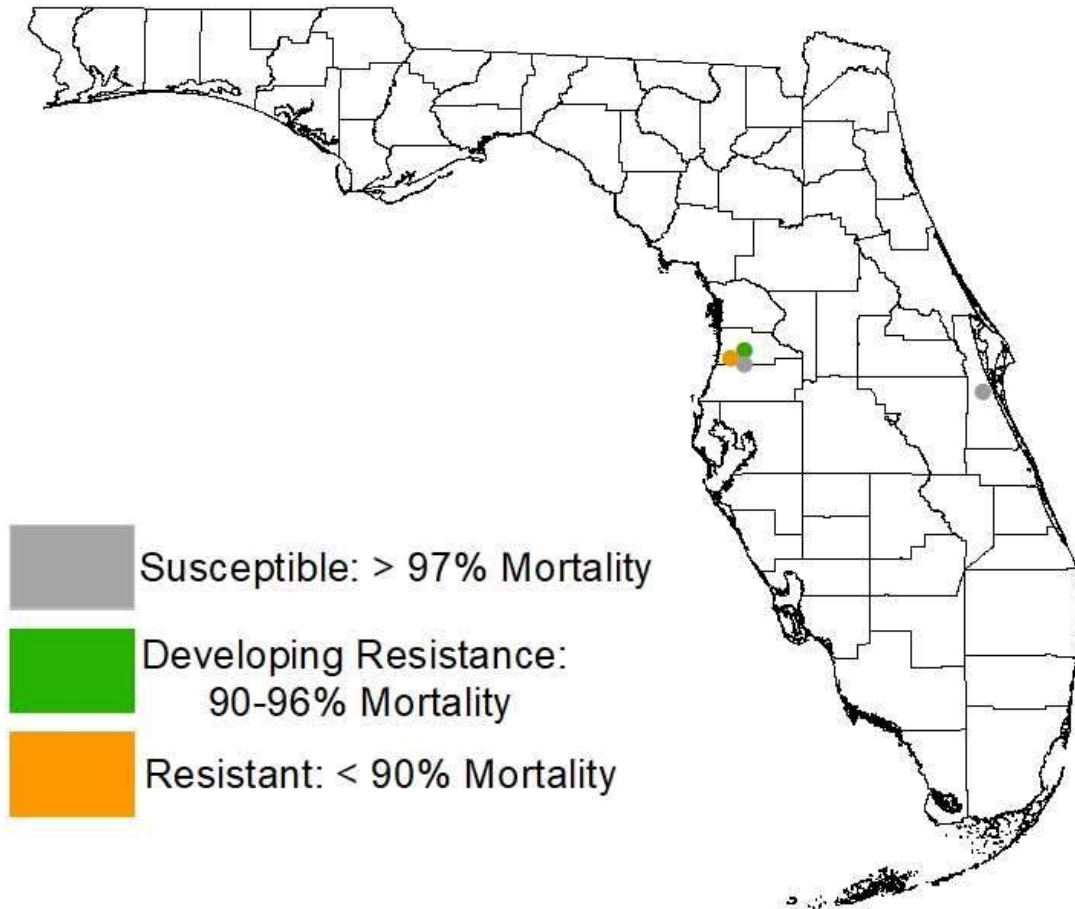 Susceptible: > 97% Mortality
Developing Resistance:
90-96% Mortality
Resistant: < 90% Mortality